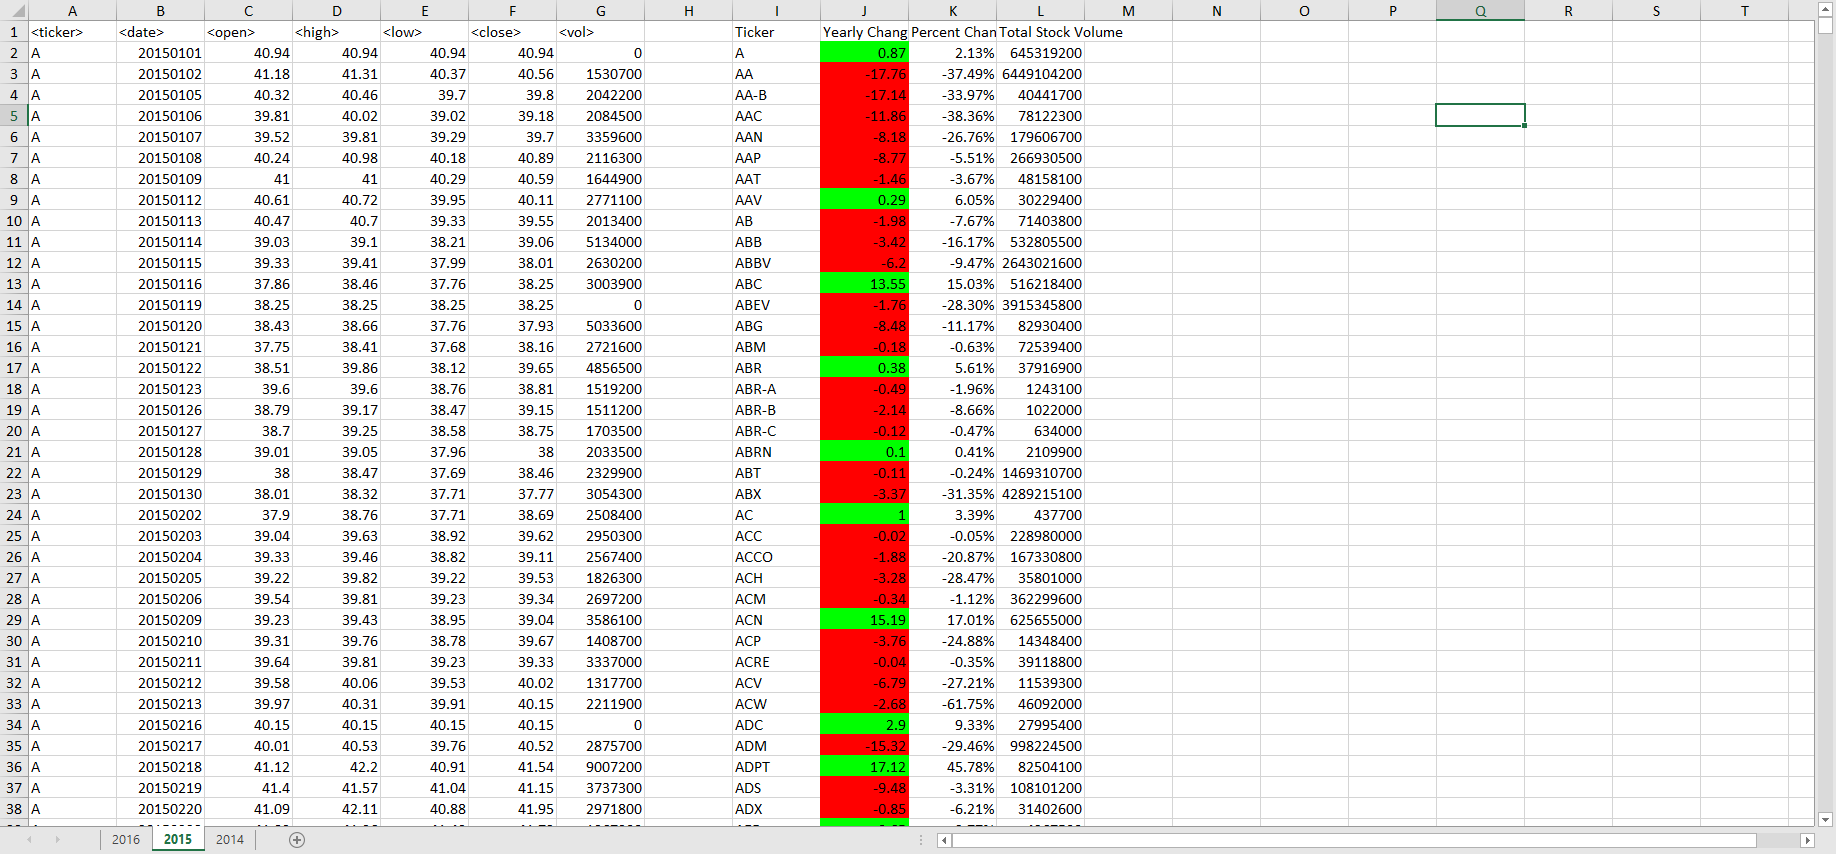 A B C D E F G H I J K L M N O P Q R S T
1 <ticker> <date> <open> <high> <low> <close> <vol> Ticker Yearly Chang Percent Chan Total Stock Volume
2 A 20150101 40.94 40.94 40.94 40.94 0 A 0.87 2.13% 645319200
3 A 20150102 41.18 41.31 40.37 40.56 1530700 AA -17.76 -37.49% 6449104200
4 A 20150105 40.32 40.46 39.7 39.8 2042200 AA-B -17.14 -33.97% 40441700
5 A 20150106 39.81 40.02 39.02 39.18 2084500 AAC -11.86 -38.36% 78122300
6 A 20150107 39.52 39.81 39.29 39.7 3359600 AAN -8.18 -26.76% 179606700
7 A 20150108 40.24 40.98 40.18 40.89 2116300 AAP -8.77 -5.51% 266930500
8 A 20150109 41 41 40.29 40.59 1644900 AAT -1.46 -3.67% 48158100
9 A 20150112 40.61 40.72 39.95 40.11 2771100 AAV 0.29 6.05% 30229400
10 A 20150113 40.47 40.7 39.33 39.55 2013400 AB -1.98 -7.67% 71403800
11 A 20150114 39.03 39.1 38.21 39.06 5134000 ABB -3.42 -16.17% 532805500
12 A 20150115 39.33 39.41 37.99 38.01 2630200 ABBV -6.2 -9.47% 2643021600
13 A 20150116 37.86 38.46 37.76 38.25 3003900 ABC 13.55 15.03% 516218400
14 A 20150119 38.25 38.25 38.25 38.25 0 ABEV -1.76 -28.30% 3915345800
15 A 20150120 38.43 38.66 37.76 37.93 5033600 ABG -8.48 -11.17% 82930400
16 A 20150121 37.75 38.41 37.68 38.16 2721600 ABM -0.18 -0.63% 72539400
17 A 20150122 38.51 39.86 38.12 39.65 4856500 ABR 0.38 5.61% 37916900
18 A 20150123 39.6 39.6 38.76 38.81 1519200 ABR-A -0.49 -1.96% 1243100
19 A 20150126 38.79 39.17 38.47 39.15 1511200 ABR-B -2.14 -8.66% 1022000
20 A 20150127 38.7 39.25 38.58 38.75 1703500 ABR-C -0.12 -0.47% 634000
21 A 20150128 39.01 39.05 37.96 38 2033500 ABRN 0.1 0.41% 2109900
22 A 20150129 38 38.47 37.69 38.46 2329900 ABT -0.11 -0.24% 1469310700
23 A 20150130 38.01 38.32 37.71 37.77 3054300 ABX -3.37 -31.35% 4289215100
24 A 20150202 37.9 38.76 37.71 38.69 2508400 AC 1 3.39% 437700
25 A 20150203 39.04 39.63 38.92 39.62 2950300 ACC -0.02 -0.05% 228980000
26 A 20150204 39.33 39.46 38.82 39.11 2567400 ACCO -1.88 -20.87% 167330800
27 A 20150205 39.22 39.82 39.22 39.53 1826300 ACH -3.28 -28.47% 35801000
28 A 20150206 39.54 39.81 39.23 39.34 2697200 ACM -0.34 -1.12% 362299600
29 A 20150209 39.23 39.43 38.95 39.04 3586100 ACN 15.19 17.01% 625655000
30 A 20150210 39.31 39.76 38.78 39.67 1408700 ACP -3.76 -24.88% 14348400
31 A 20150211 39.64 39.81 39.23 39.33 3337000 ACRE -0.04 -0.35% 39118800
32 A 20150212 39.58 40.06 39.53 40.02 1317700 ACV -6.79 -27.21% 11539300
33 A 20150213 39.97 40.31 39.91 40.15 2211900 ACW -2.68 -61.75% 46092000
34 A 20150216 40.15 40.15 40.15 40.15 0 ADC 2.9 9.33% 27995400
35 A 20150217 40.01 40.53 39.76 40.52 2875700 ADM -15.32 -29.46% 998224500
36 A 20150218 41.12 42.2 40.91 41.54 9007200 ADPT 17.12 45.78% 82504100
37 A 20150219 41.4 41.57 41.04 41.15 3737300 ADS -9.48 -3.31% 108101200
38 A 20150220 41.09 42.11 40.88 41.95 2971800 ADX -0.85 -6.21% 31402600
2016 2015 2014